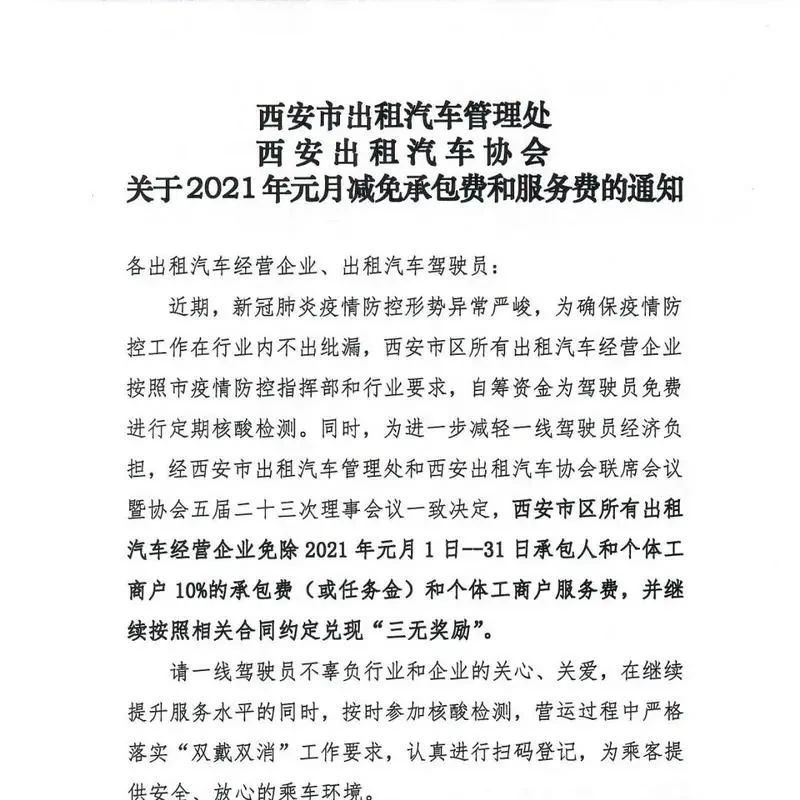 西安市出租汽车管理处
西安出租汽车协会
关于2021年元月减免承包费和服务费的通知
各出租汽车经营企业、出租汽车驾驶员：
近期，新冠肺炎疫情防控形势异常严峻，为确保疫情防
控工作在行业内不出纰漏，西安市区所有出租汽车经营企业
按照市疫情防控指挥部和行业要求，自筹资金为驾驶员免费
进行定期核酸检测。同时，为进一步减轻一线驾驶员经济负
担，经西安市出租汽车管理处和西安出租汽车协会联席会议
暨协会五届二十三次理事会议一致决定，西安市区所有出租
汽车经营企业免除2021年元月1日--31日承包人和个体工
商户10%的承包费（或任务金）和个体工商户服务费，并继
续按照相关合同约定兑现“三无奖励”。
请一线驾驶员不辜负行业和企业的关心、关爱，在继续
提升服务水平的同时，按时参加核酸检测，营运过程中严格
落实“双戴双消”工作要求，认真进行扫码登记，为乘客提
供安全、放心的乘车环境。